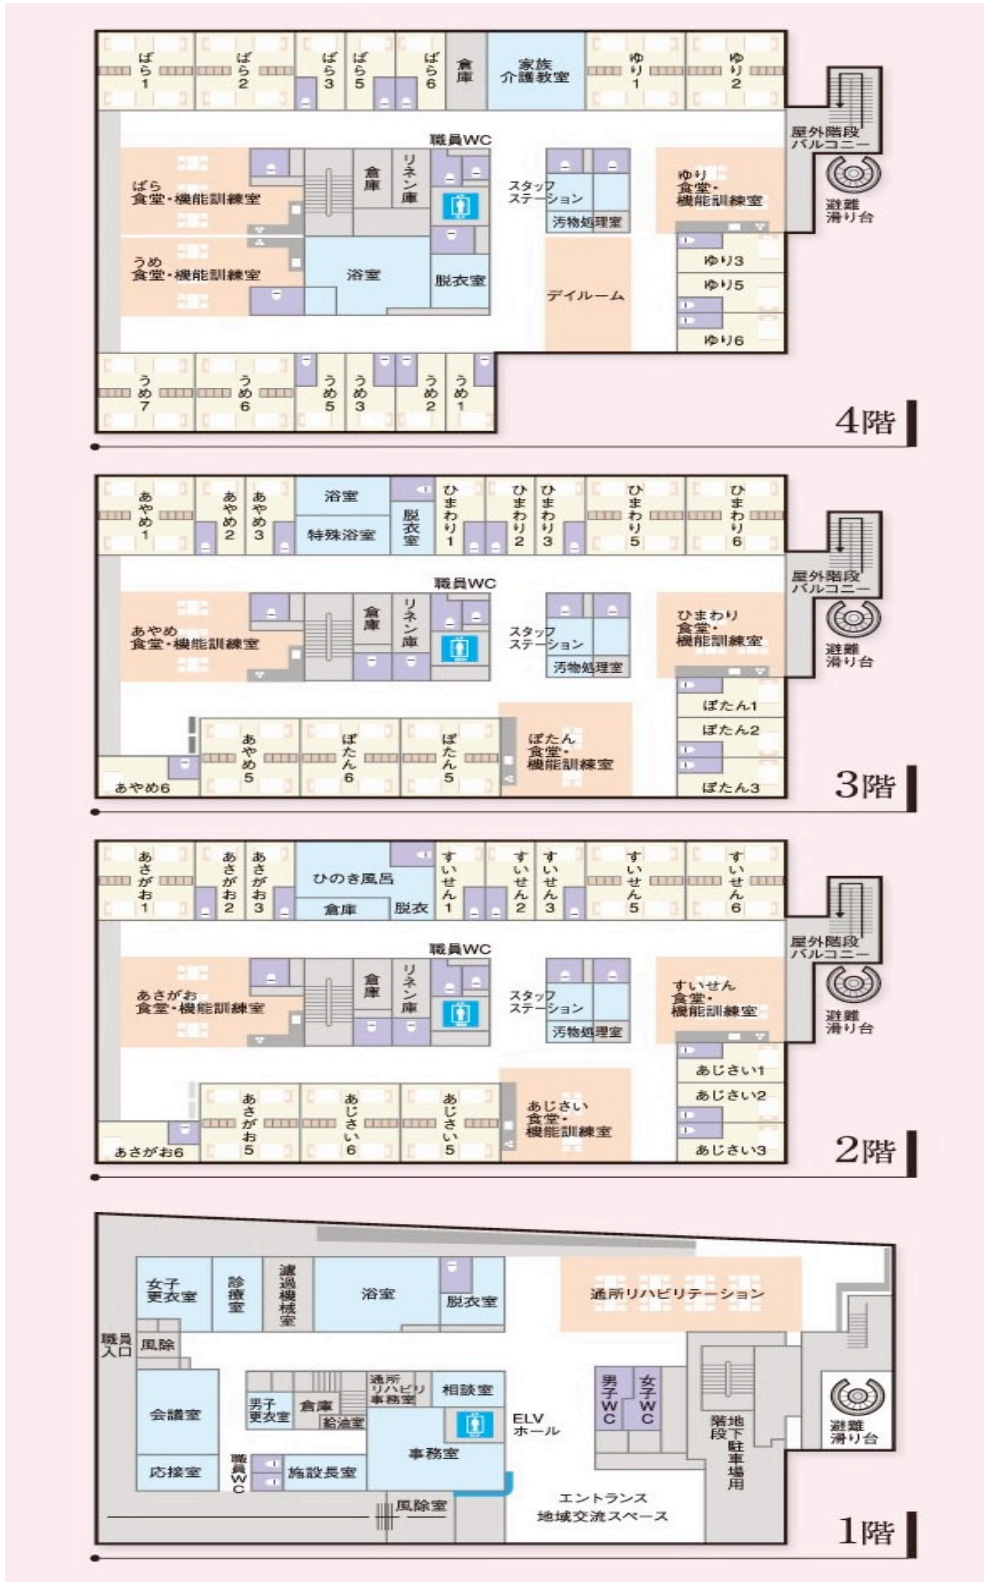 ばら1
ばら2
ばら3
ばら5
ばら6
倉庫
家族
介護教室
ゆり1
ゆり2
屋外階段
バルコニー
避難
滑り台
職員WC
倉庫
リネン庫
スタッフ
ステーション
汚物処理室
ばら
食堂・機能訓練室
ゆり
食堂・
機能訓練室
うめ
食堂・機能訓練室
浴室
脱衣室
デイルーム
ゆり3
ゆり5
ゆり6
うめ7
うめ6
うめ5
うめ3
うめ2
うめ1
4階
あやめ1
あやめ2
あやめ3
浴室
特殊浴室
脱衣室
ひまわり1
ひまわり2
ひまわり3
ひまわり5
ひまわり6
屋外階段
バルコニー
避難
滑り台
職員WC
倉庫
リネン庫
スタッフ
ステーション
汚物処理室
あやめ
食堂・機能訓練室
ひまわり
食堂・
機能訓練室
ぼたん1
ぼたん2
ぼたん3
あやめ6
あやめ5
ぼたん6
ぼたん5
ぼたん
食堂・
機能訓練室
3階
あさがお1
あさがお2
あさがお3
ひのき風呂
倉庫
脱衣
すいせん1
すいせん2
すいせん3
すいせん5
すいせん6
屋外階段
バルコニー
避難
滑り台
職員WC
倉庫
リネン庫
スタッフ
ステーション
汚物処理室
あさがお
食堂・機能訓練室
すいせん
食堂・
機能訓練室
あじさい1
あじさい2
あじさい3
あさがお6
あさがお5
あじさい6
あじさい5
あじさい
食堂・
機能訓練室
2階
女子
更衣室
診療室
濾過機械室
浴室
脱衣室
通所リハビリテーション
職員
入口
風除
会議室
応接室
男子
更衣室
倉庫
給油室
通所
リハビリ
事務室
相談室
事務室
ELV
ホール
男子WC
女子WC
地下駐車場用
階段
避難
滑り台
職員WC
施設長室
風除室
エントランス
地域交流スペース
1階